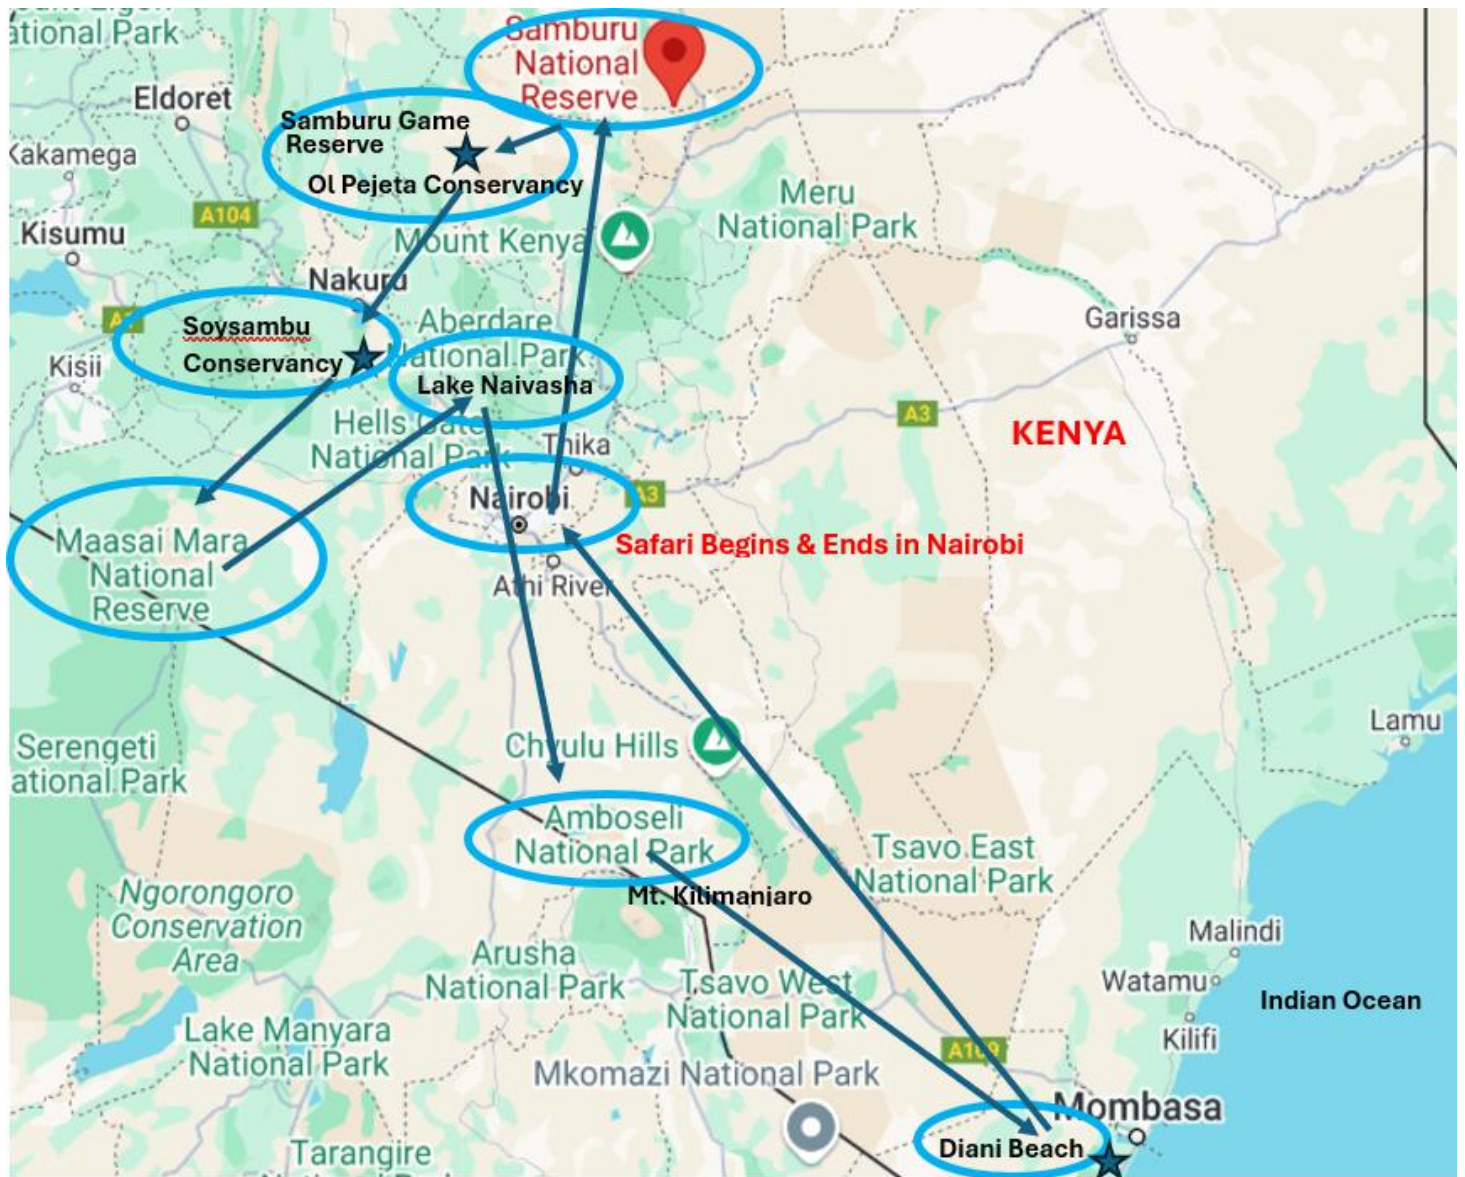 ational Park
Samburu
National
Reserve
Eldoret
Samburu Game
Reserve
Kakamega
Ol Pejeta Conservancy
Meru
National Park
A104
Kisumu
Mount Kenya
Nakuru
Soysambu
Conservancy
Aberdare
National Park
Garissa
Kisii
Lake Naivasha
A3
Hells Gate
National Park
KENYA
Thika
Nairobi
A3
Safari Begins & Ends in Nairobi
Maasai Mara
National
Reserve
Athi River
Lamu
Serengeti
ational Park
Chyulu Hills
Amboseli
National Park
Tsavo East
National Park
Mt. Kilimanjaro
Ngorongoro
Conservation
Area
Malindi
Arusha
National Park
Tsavo West
National Park
Watamu
Indian Ocean
Kilifi
Lake Manyara
National Park
A109
Mkomazi National Park
Mombasa
Diani Beach
Tarangire